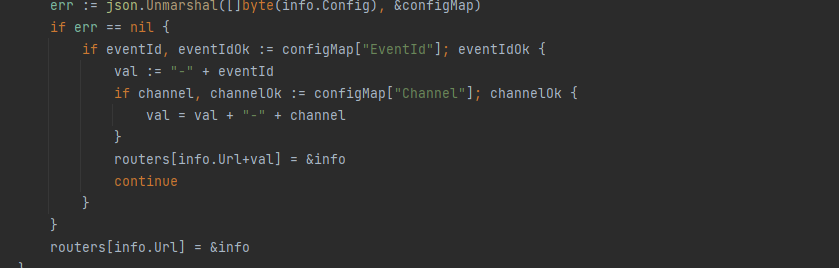 err := json.Unmarshal([]byte(info.Config), &configMap)
if err == nil {
if eventId, eventIdOk := configMap["EventId"]; eventIdOk {
val := "-" + eventId
if channel, channelOk := configMap["Channel"]; channelOk {
val = val + "-" + channel
}
routers[info.Url+val] = &info
continue
}
}
routers[info.Url] = &info
}